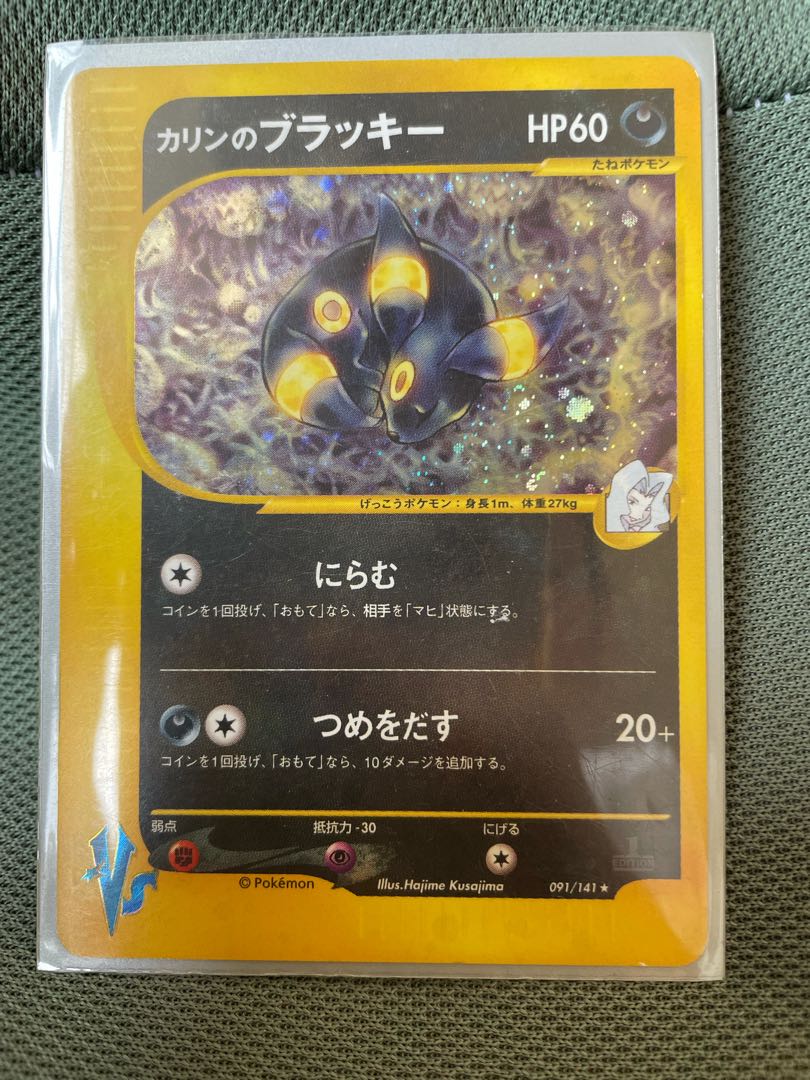 カリンのブラッキー HP60
たねポケモン
げっこうポケモン：身長1m、体重27kg
にらむ
コインを1回投げ、「おもて」なら、相手を「マヒ」状態にする。
つめをだす 20+
コインを1回投げ、「おもて」なら、10ダメージを追加する。
弱点 抵抗力-30 にげる
1 EDITION
VS
©Pokémon Illus.Hajime Kusajima 091/141★